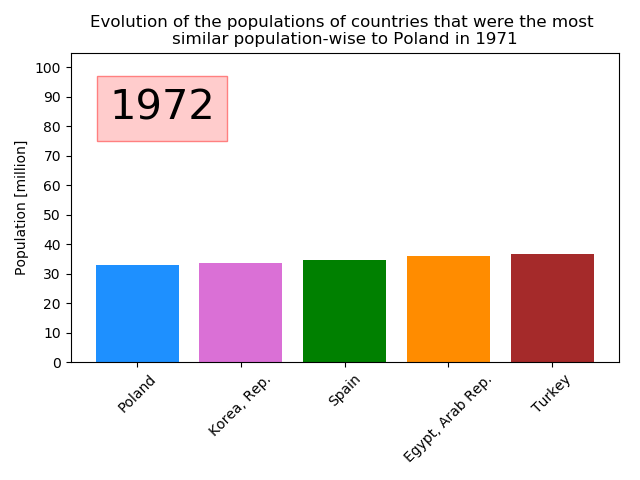 Evolution of the populations of countries that were the most
similar population-wise to Poland in 1971
1972
Population [million]
100
90
80
70
60
50
40
30
20
10
0
Poland
Korea, Rep.
Spain
Egypt, Arab Rep.
Turkey